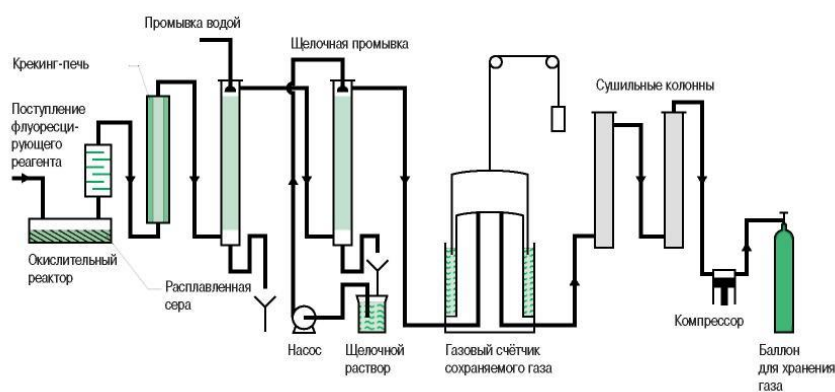 Промывка водой
Щелочная промывка
Крекинг-печь
Сушильные колонны
Поступление
флуоресци-
рующего
реагента
Окислительный
реактор
Расплавленная
сера
Насос
Щелочной
раствор
Газовый счётчик
сохраняемого газа
Компрессор
Баллон
для хранения
газа